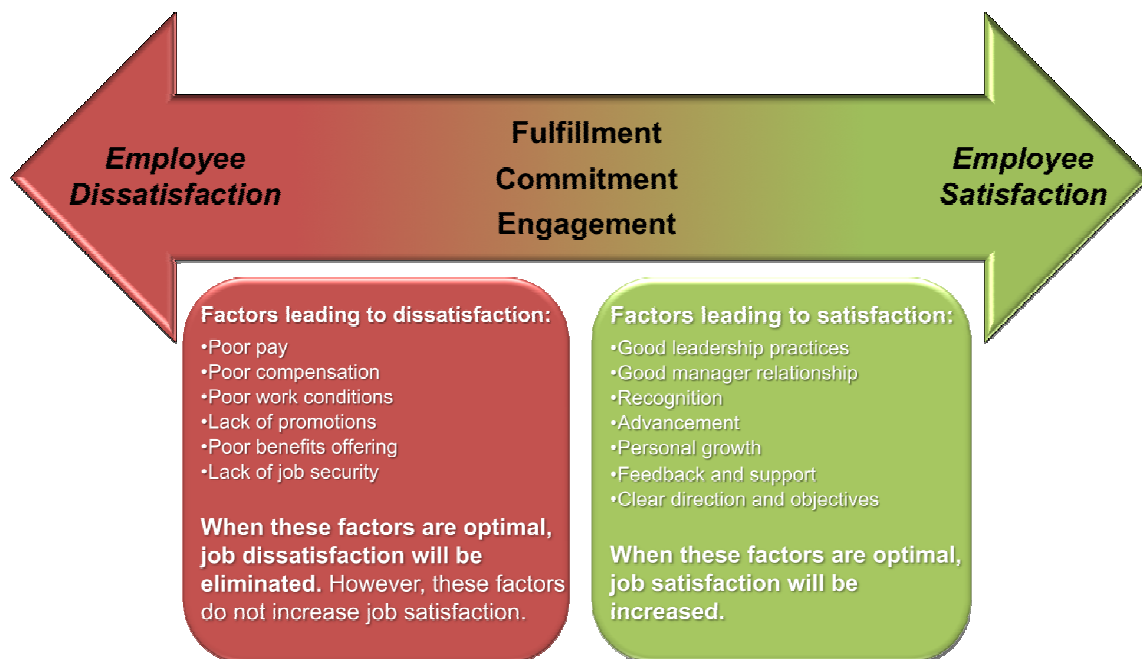 Employee
Dissatisfaction
Fulfillment
Commitment
Engagement
Employee
Satisfaction
Factors leading to dissatisfaction:
•Poor pay
•Poor compensation
•Poor work conditions
•Lack of promotions
•Poor benefits offering
•Lack of job security
When these factors are optimal,
job dissatisfaction will be
eliminated. However, these factors
do not increase job satisfaction.
Factors leading to satisfaction:
•Good leadership practices
•Good manager relationship
•Recognition
•Advancement
•Personal growth
•Feedback and support
•Clear direction and objectives
When these factors are optimal,
job satisfaction will be
increased.